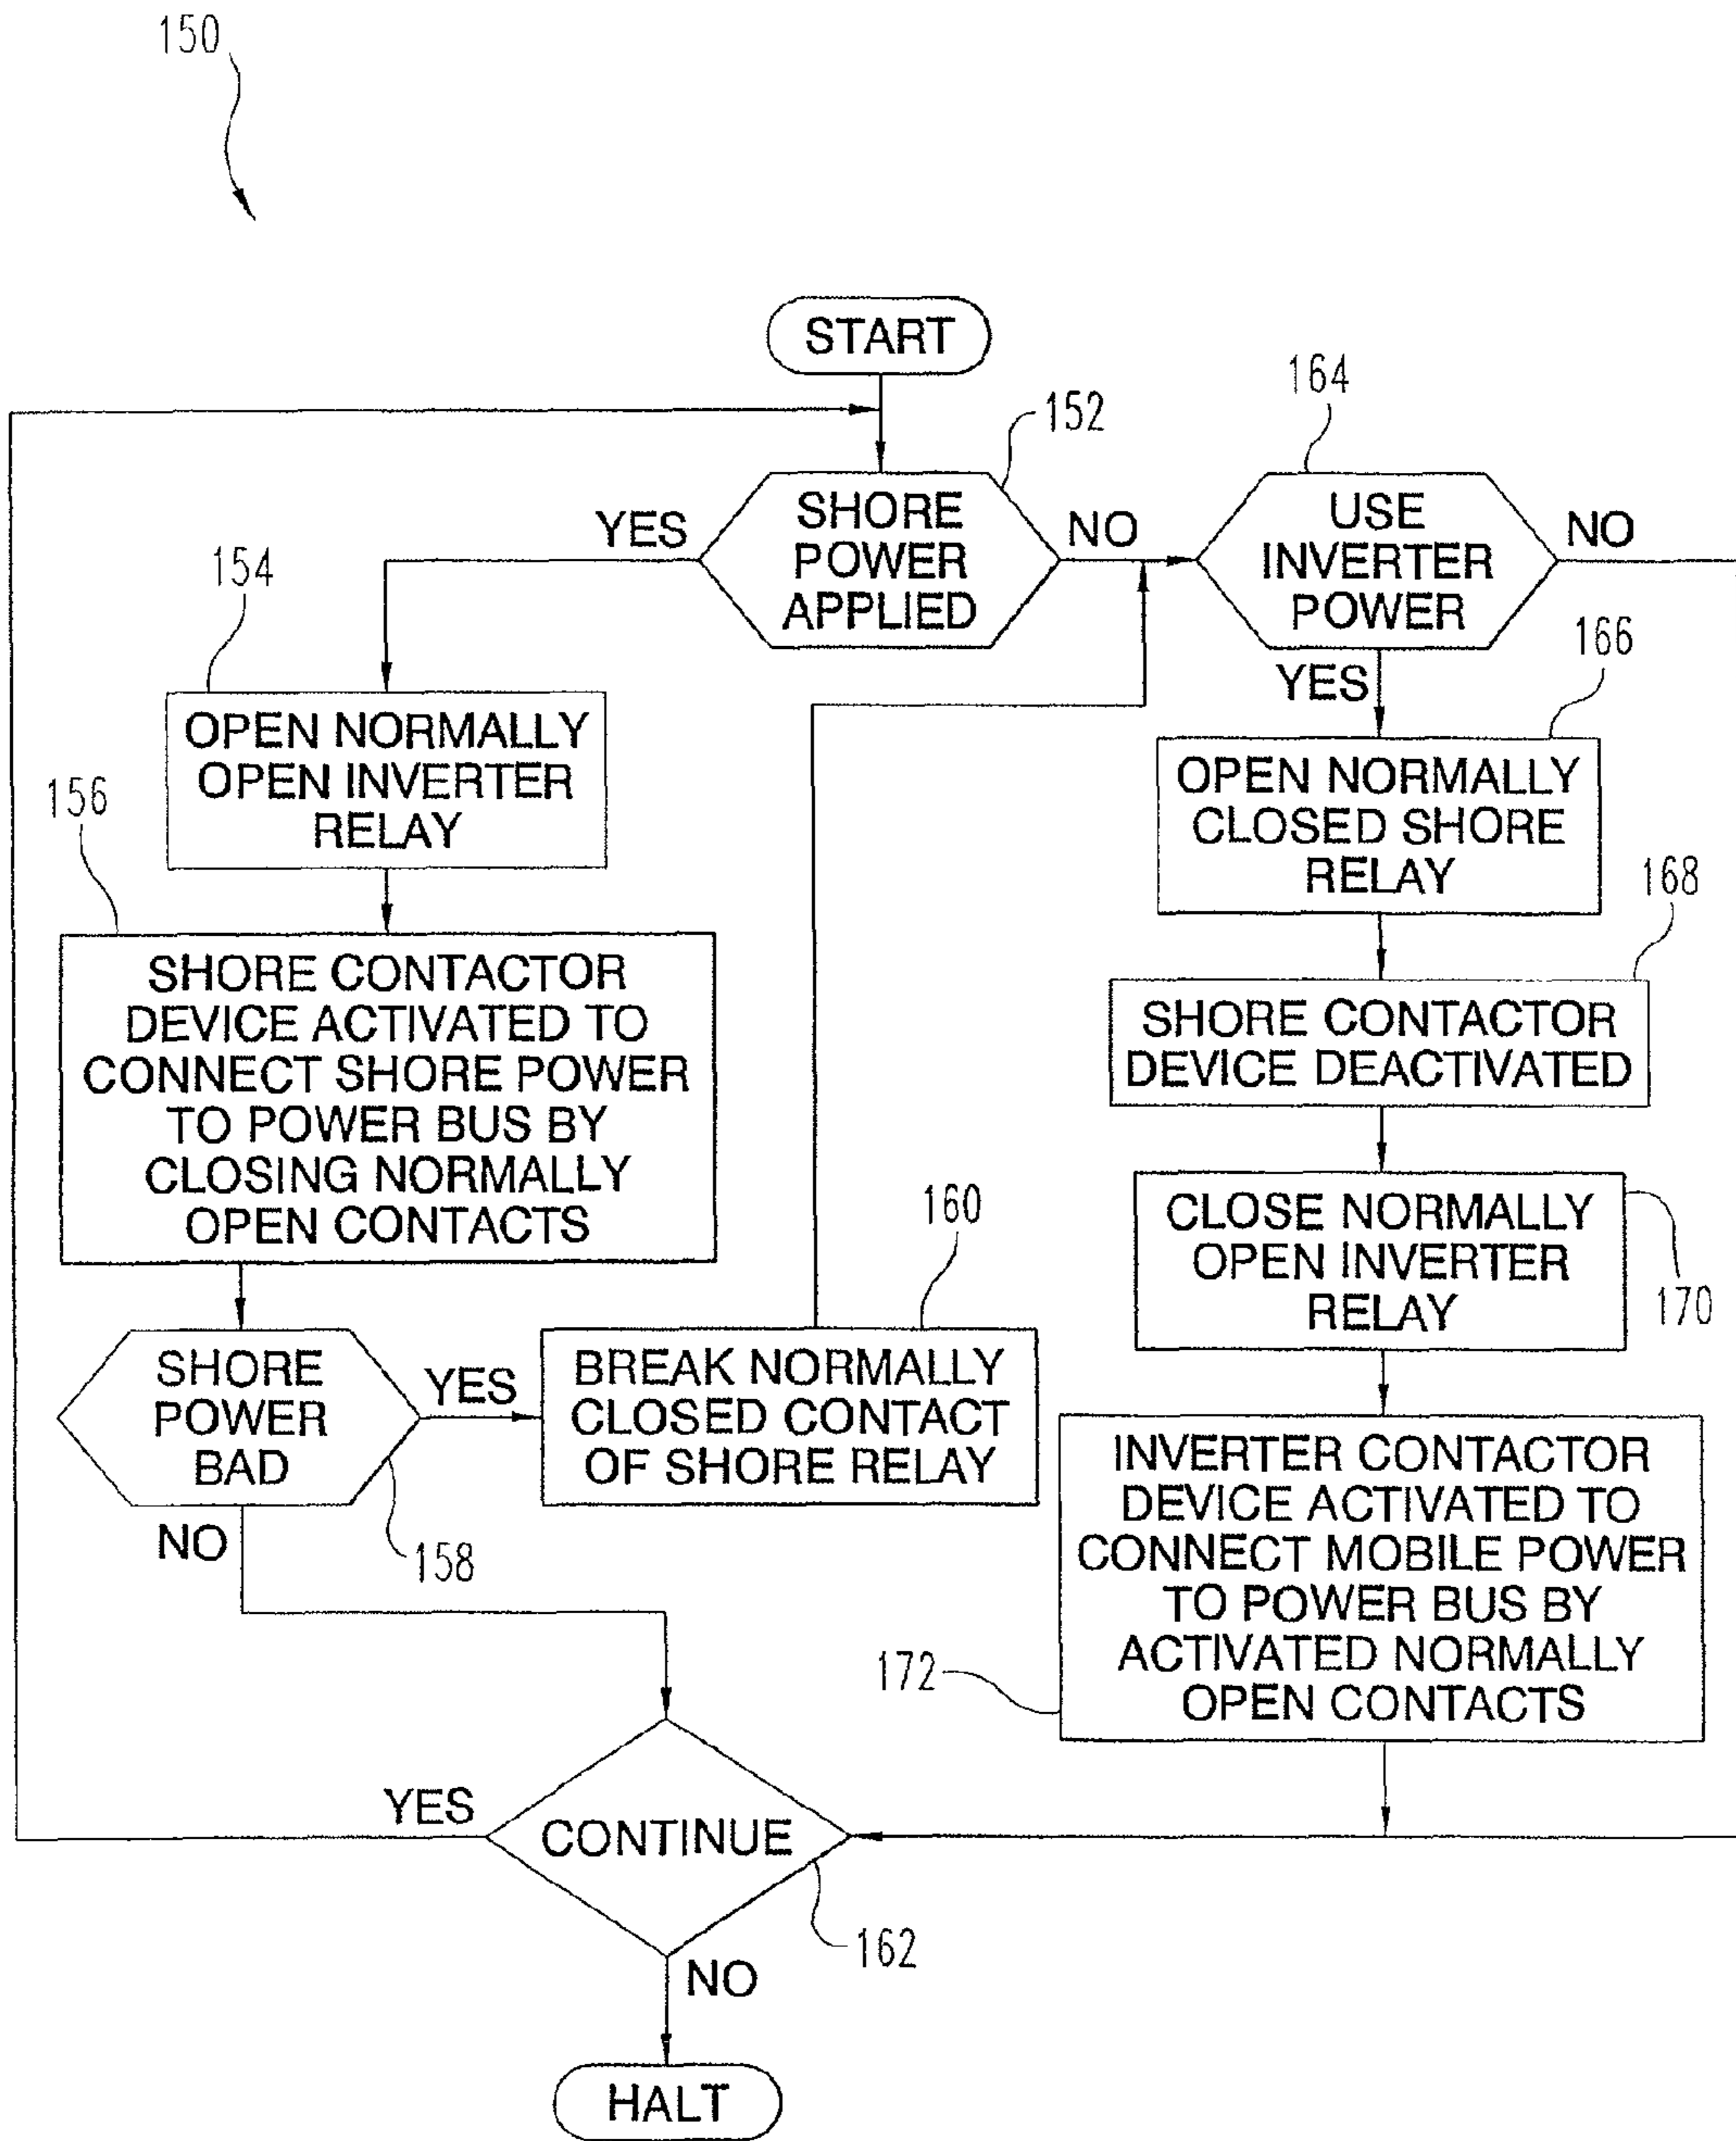 150
START
152
164
SHORE
POWER
APPLIED
YES
NO
USE
INVERTER
POWER
NO
YES
154
OPEN NORMALLY
OPEN INVERTER
RELAY
166
OPEN NORMALLY
CLOSED SHORE
RELAY
156
SHORE CONTACTOR
DEVICE ACTIVATED TO
CONNECT SHORE POWER
TO POWER BUS BY
CLOSING NORMALLY
OPEN CONTACTS
168
SHORE CONTACTOR
DEVICE DEACTIVATED
CLOSE NORMALLY
OPEN INVERTER
RELAY
170
SHORE
POWER
BAD
YES
NO
158
160
BREAK NORMALLY
CLOSED CONTACT
OF SHORE RELAY
INVERTER CONTACTOR
DEVICE ACTIVATED TO
CONNECT MOBILE POWER
TO POWER BUS BY
ACTIVATED NORMALLY
OPEN CONTACTS
172
YES
CONTINUE
162
NO
HALT